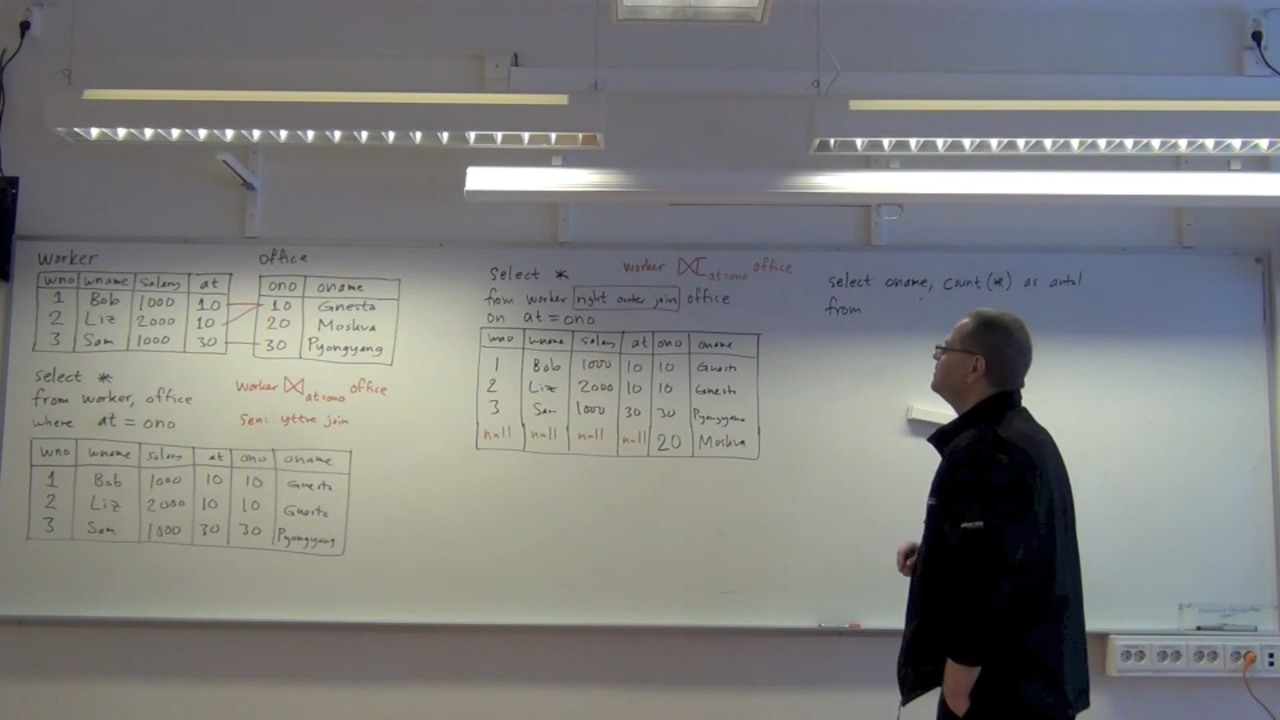 worker
wno wname salary at
1 Bob 1000 10
2 Liz 2000 10
3 Sam 1000 30
office
ono oname
10 Gnesta
20 Moskva
30 Pyongyang
select *
from worker, office
where at = ono
worker ⋈ at=ono office
Sen: yttre join
wno wname salary at ono oname
1 Bob 1000 10 10 Gnesta
2 Liz 2000 10 10 Gnesta
3 Sam 1000 30 30 Pyongyang
select *
from worker right outer join office
on at = ono
worker ⟖ at=ono office
wno wname salary at ono oname
1 Bob 1000 10 10 Gnesta
2 Liz 2000 10 10 Gnesta
3 Sam 1000 30 30 Pyongyang
null null null null 20 Moskva
select oname, count(*) as antal
from